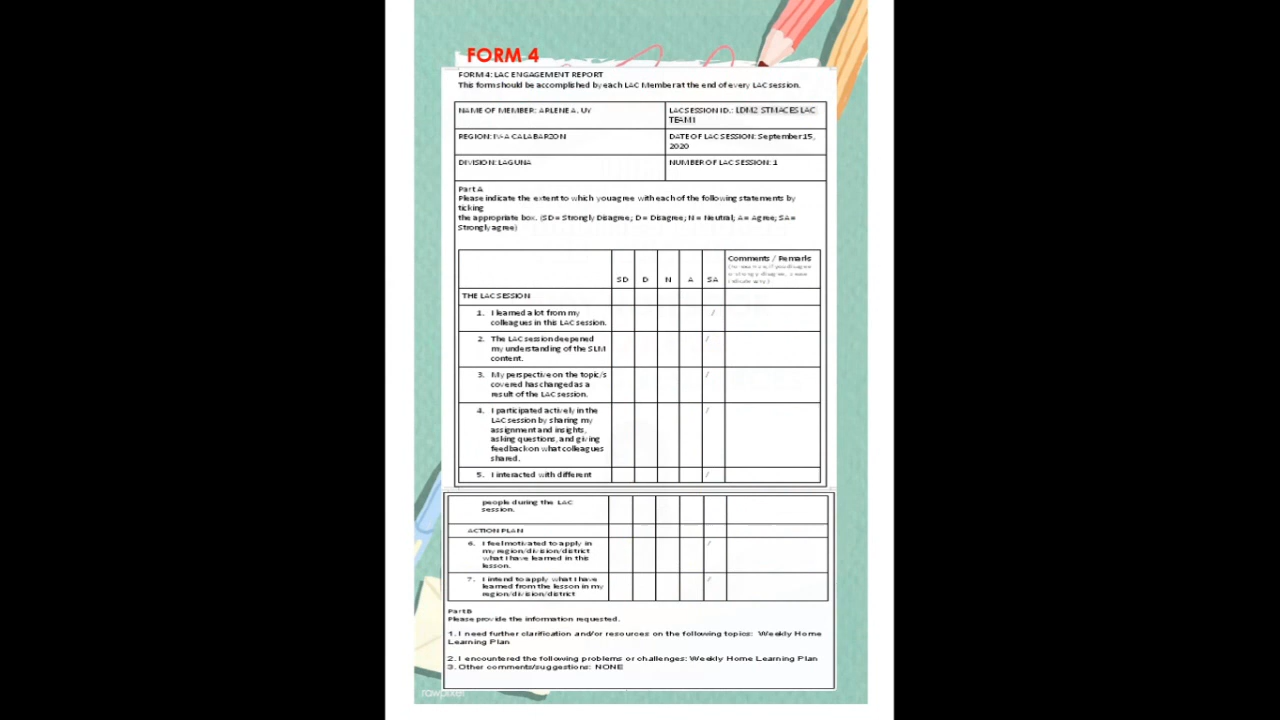 FORM 4
FORM 4: LAC ENGAGEMENT REPORT
This form should be accomplished by each LAC Member at the end of every LAC session.
NAME OF MEMBER: ARLENE A. UY
LAC SESSION ID.: LDM2 STMACES LAC
TEAM1
REGION: IV-A CALABARZON
DATE OF LAC SESSION: September 15,
2020
DIVISION: LAGUNA
NUMBER OF LAC SESSION: 1
Part A
Please indicate the extent to which you agree with each of the following statements by
ticking
the appropriate box. (SD = Strongly Disagree; D = Disagree; N = Neutral; A = Agree; SA =
Strongly agree)
SD D N A SA
Comments / Remarks
THE LAC SESSION
1. I learned a lot from my /
colleagues in this LAC session.
2. The LAC session deepened /
my understanding of the SLM
content.
3. My perspective on the topic/s /
covered has changed as a
result of the LAC session.
4. I participated actively in the /
LAC session by sharing my
assignment and insights,
asking questions, and giving
feedback on what colleagues
shared.
5. I interacted with different /
people during the LAC
session.
ACTION PLAN
6. I feel motivated to apply in /
my region/division/district
what I have learned in this
lesson.
7. I intend to apply what I have /
learned from the lesson in my
region/division/district
Part B
Please provide the information requested.
1. I need further clarification and/or resources on the following topics: Weekly Home
Learning Plan
2. I encountered the following problems or challenges: Weekly Home Learning Plan
3. Other comments/suggestions: NONE
rawpixel